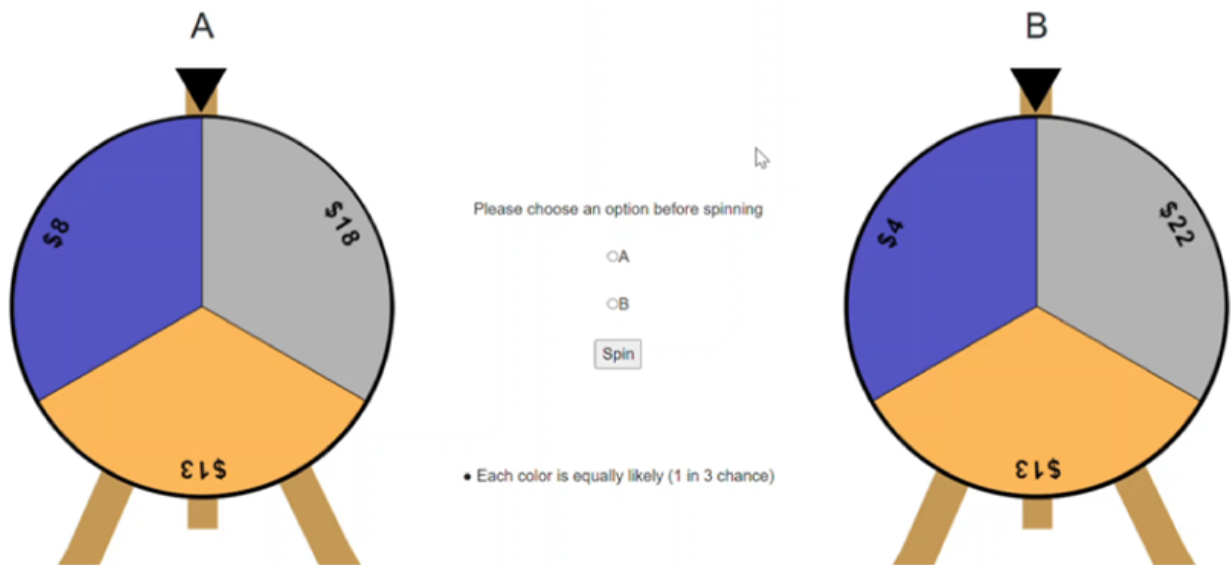 A
B
$8
$18
$13
Please choose an option before spinning
A
B
Spin
• Each color is equally likely (1 in 3 chance)
$4
$22
$13